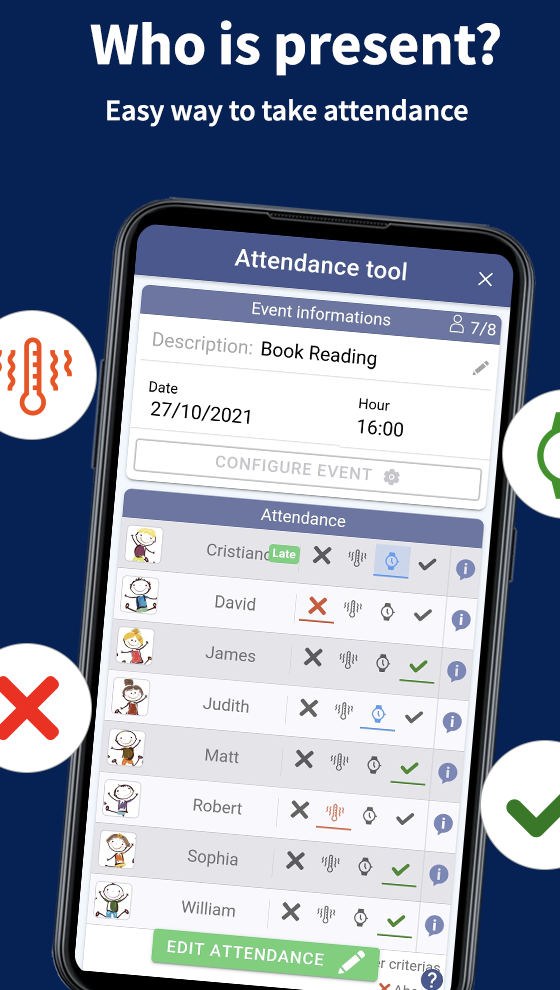 Who is present?
Easy way to take attendance
Attendance tool
Event informations
7/8
Description: Book Reading
Date
27/10/2021
Hour
16:00
CONFIGURE EVENT
Attendance
Cristiano Late
David
James
Judith
Matt
Robert
Sophia
William
EDIT ATTENDANCE
er criterias
Ab
?